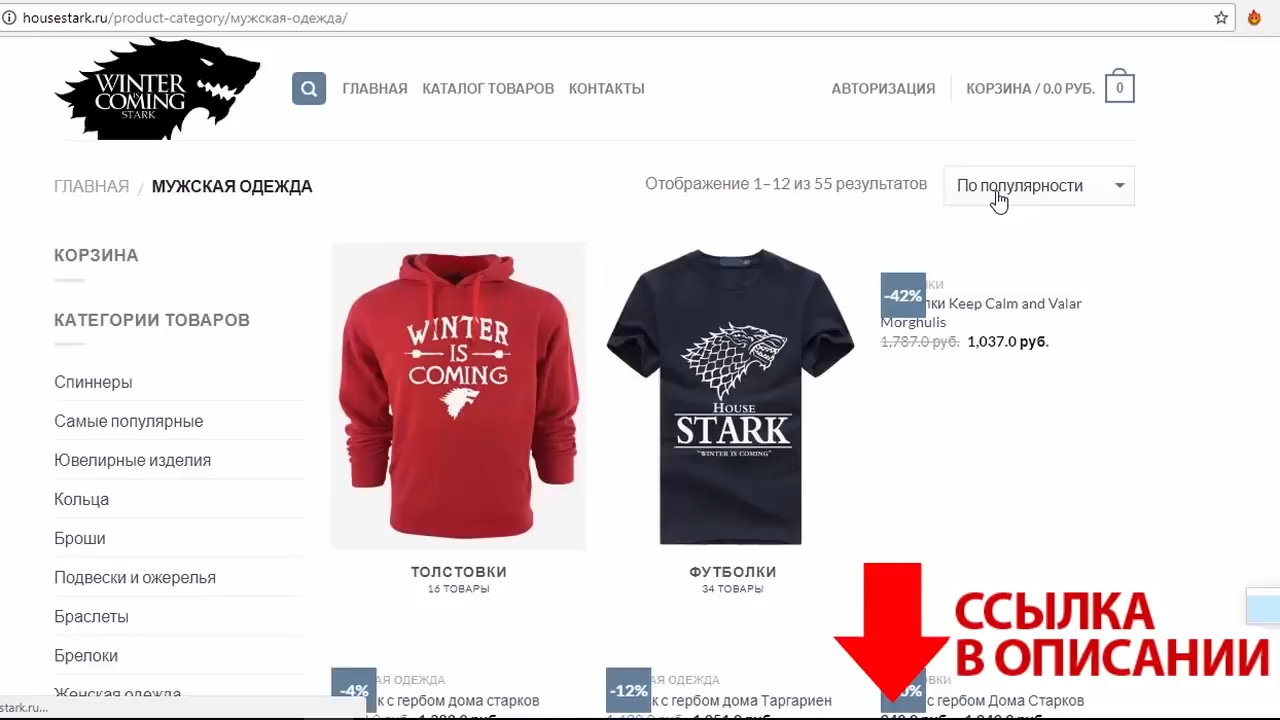 housestark.ru/product-category/мужская-одежда/
WINTER
IS
COMING
STARK
ГЛАВНАЯ
КАТАЛОГ ТОВАРОВ
КОНТАКТЫ
АВТОРИЗАЦИЯ
КОРЗИНА / 0.0 РУБ.
0
ГЛАВНАЯ / МУЖСКАЯ ОДЕЖДА
Отображение 1–12 из 55 результатов
По популярности
КОРЗИНА
КАТЕГОРИИ ТОВАРОВ
Спиннеры
Самые популярные
Ювелирные изделия
Кольца
Броши
Подвески и ожерелья
Браслеты
Брелоки
Женская одежда
WINTER
IS
COMING
ТОЛСТОВКИ
16 ТОВАРЫ
HOUSE
STARK
"WINTER IS COMING"
ФУТБОЛКИ
34 ТОВАРЫ
-42%
Keep Calm and Valar
Morghulis
1,787.0 руб. 1,037.0 руб.
-4%
ОДЕЖДА
с гербом дома старков
-12%
ОДЕЖДА
с гербом дома Таргариен
с гербом Дома Старков
ССЫЛКА
В ОПИСАНИИ
stark.ru...